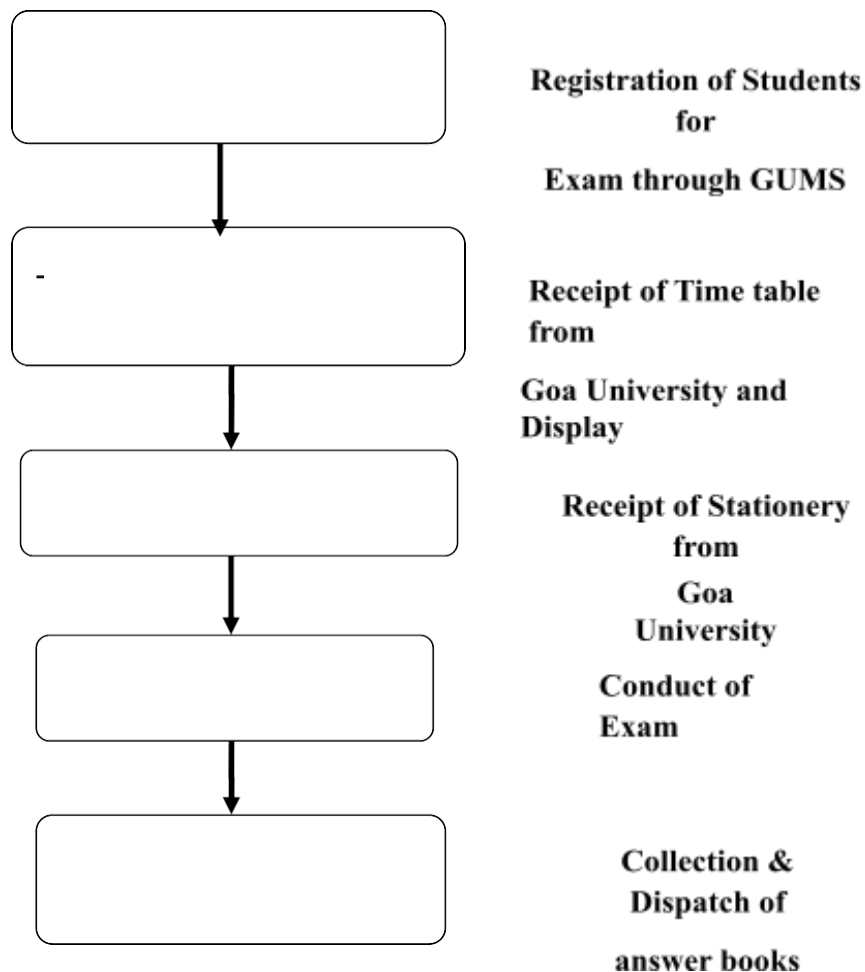 Registration of Students
for
Exam through GUMS
-
Receipt of Time table
from
Goa University and
Display
Receipt of Stationery
from
Goa
University
Conduct of
Exam
Collection &
Dispatch of
answer books